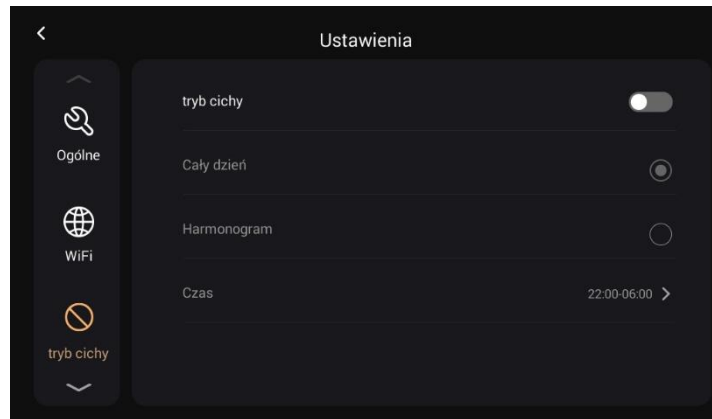 Ustawienia
Ogólne
WiFi
tryb cichy
tryb cichy
Cały dzień
Harmonogram
Czas
22:00-06:00